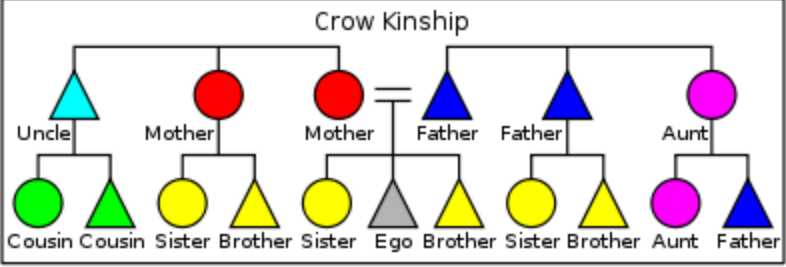 Crow Kinship
Uncle Mother Mother Father Father Aunt
Cousin Cousin Sister Brother Sister Ego Brother Sister Brother Aunt Father